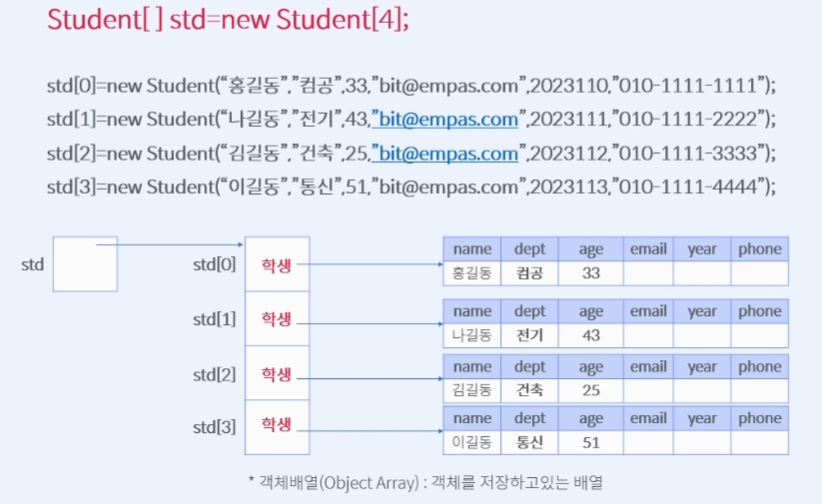 Student[ ] std=new Student[4];
std[0]=new Student(“홍길동”,”컴공”,33,”bit@empas.com”,2023110,”010-1111-1111”);
std[1]=new Student(“나길동”,”전기”,43,”bit@empas.com”,2023111,”010-1111-2222”);
std[2]=new Student(“김길동”,”건축”,25,”bit@empas.com”,2023112,”010-1111-3333”);
std[3]=new Student(“이길동”,”통신”,51,”bit@empas.com”,2023113,”010-1111-4444”);
std
std[0] 학생
name dept age email year phone
홍길동 컴공 33
std[1] 학생
name dept age email year phone
나길동 전기 43
std[2] 학생
name dept age email year phone
김길동 건축 25
std[3] 학생
name dept age email year phone
이길동 통신 51
* 객체배열(Object Array) : 객체를 저장하고있는 배열